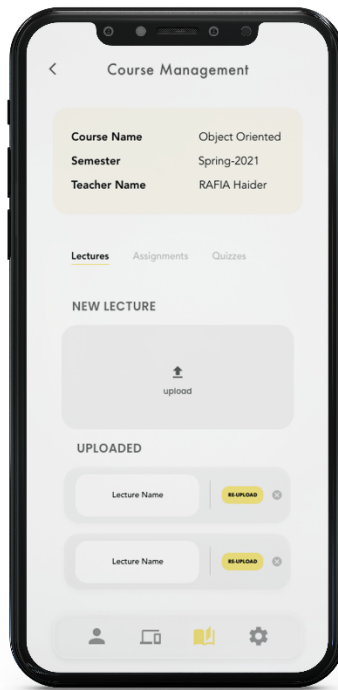 Course Management
Course Name Object Oriented
Semester Spring-2021
Teacher Name RAFIA Haider
Lectures Assignments Quizzes
NEW LECTURE
upload
UPLOADED
Lecture Name RE-UPLOAD
Lecture Name RE-UPLOAD